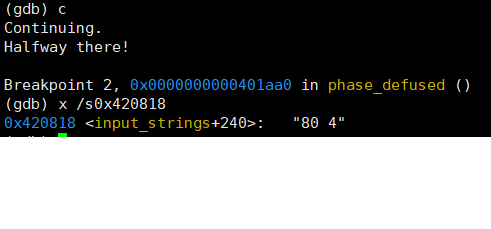 (gdb) c
Continuing.
Halfway there!
Breakpoint 2, 0x0000000000401aa0 in phase_defused ()
(gdb) x /s0x420818
0x420818 <input_strings+240>:   "80 4"